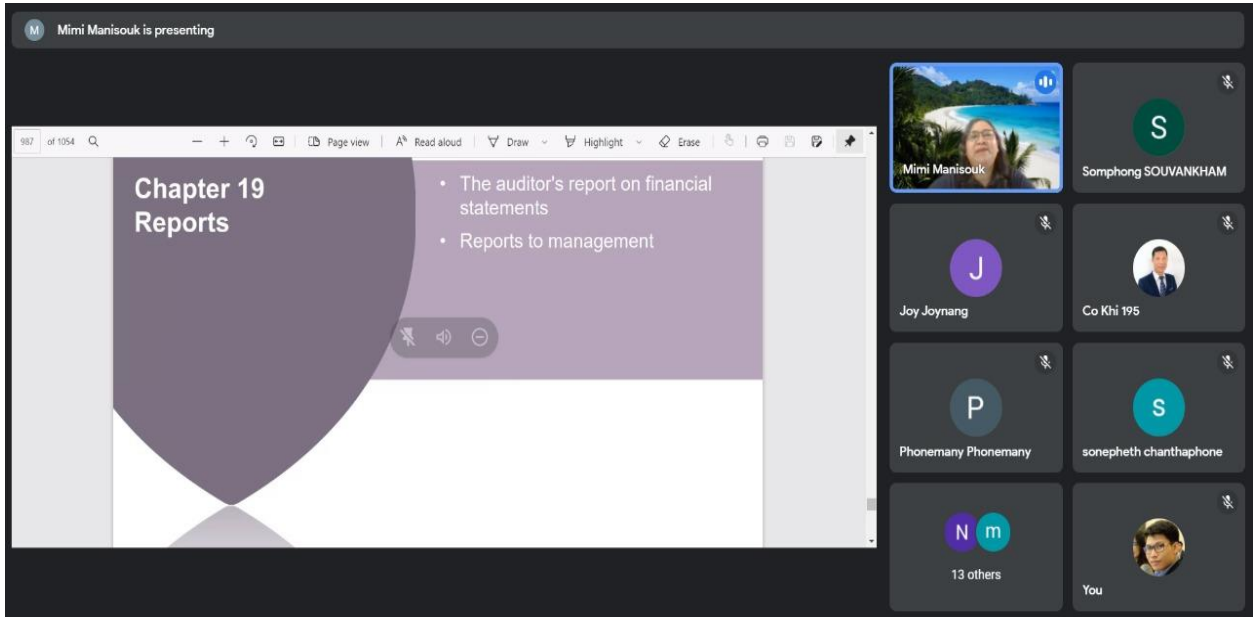 M Mimi Manisouk is presenting
987 of 1054
Page view
Read aloud
Draw
Highlight
Erase
Chapter 19
Reports
• The auditor's report on financial
statements
• Reports to management
Mimi Manisouk
S
Somphong SOUVANKHAM
J
Joy Joynang
Co Khi 195
P
Phonemany Phonemany
s
sonepheth chanthaphone
N m
13 others
You